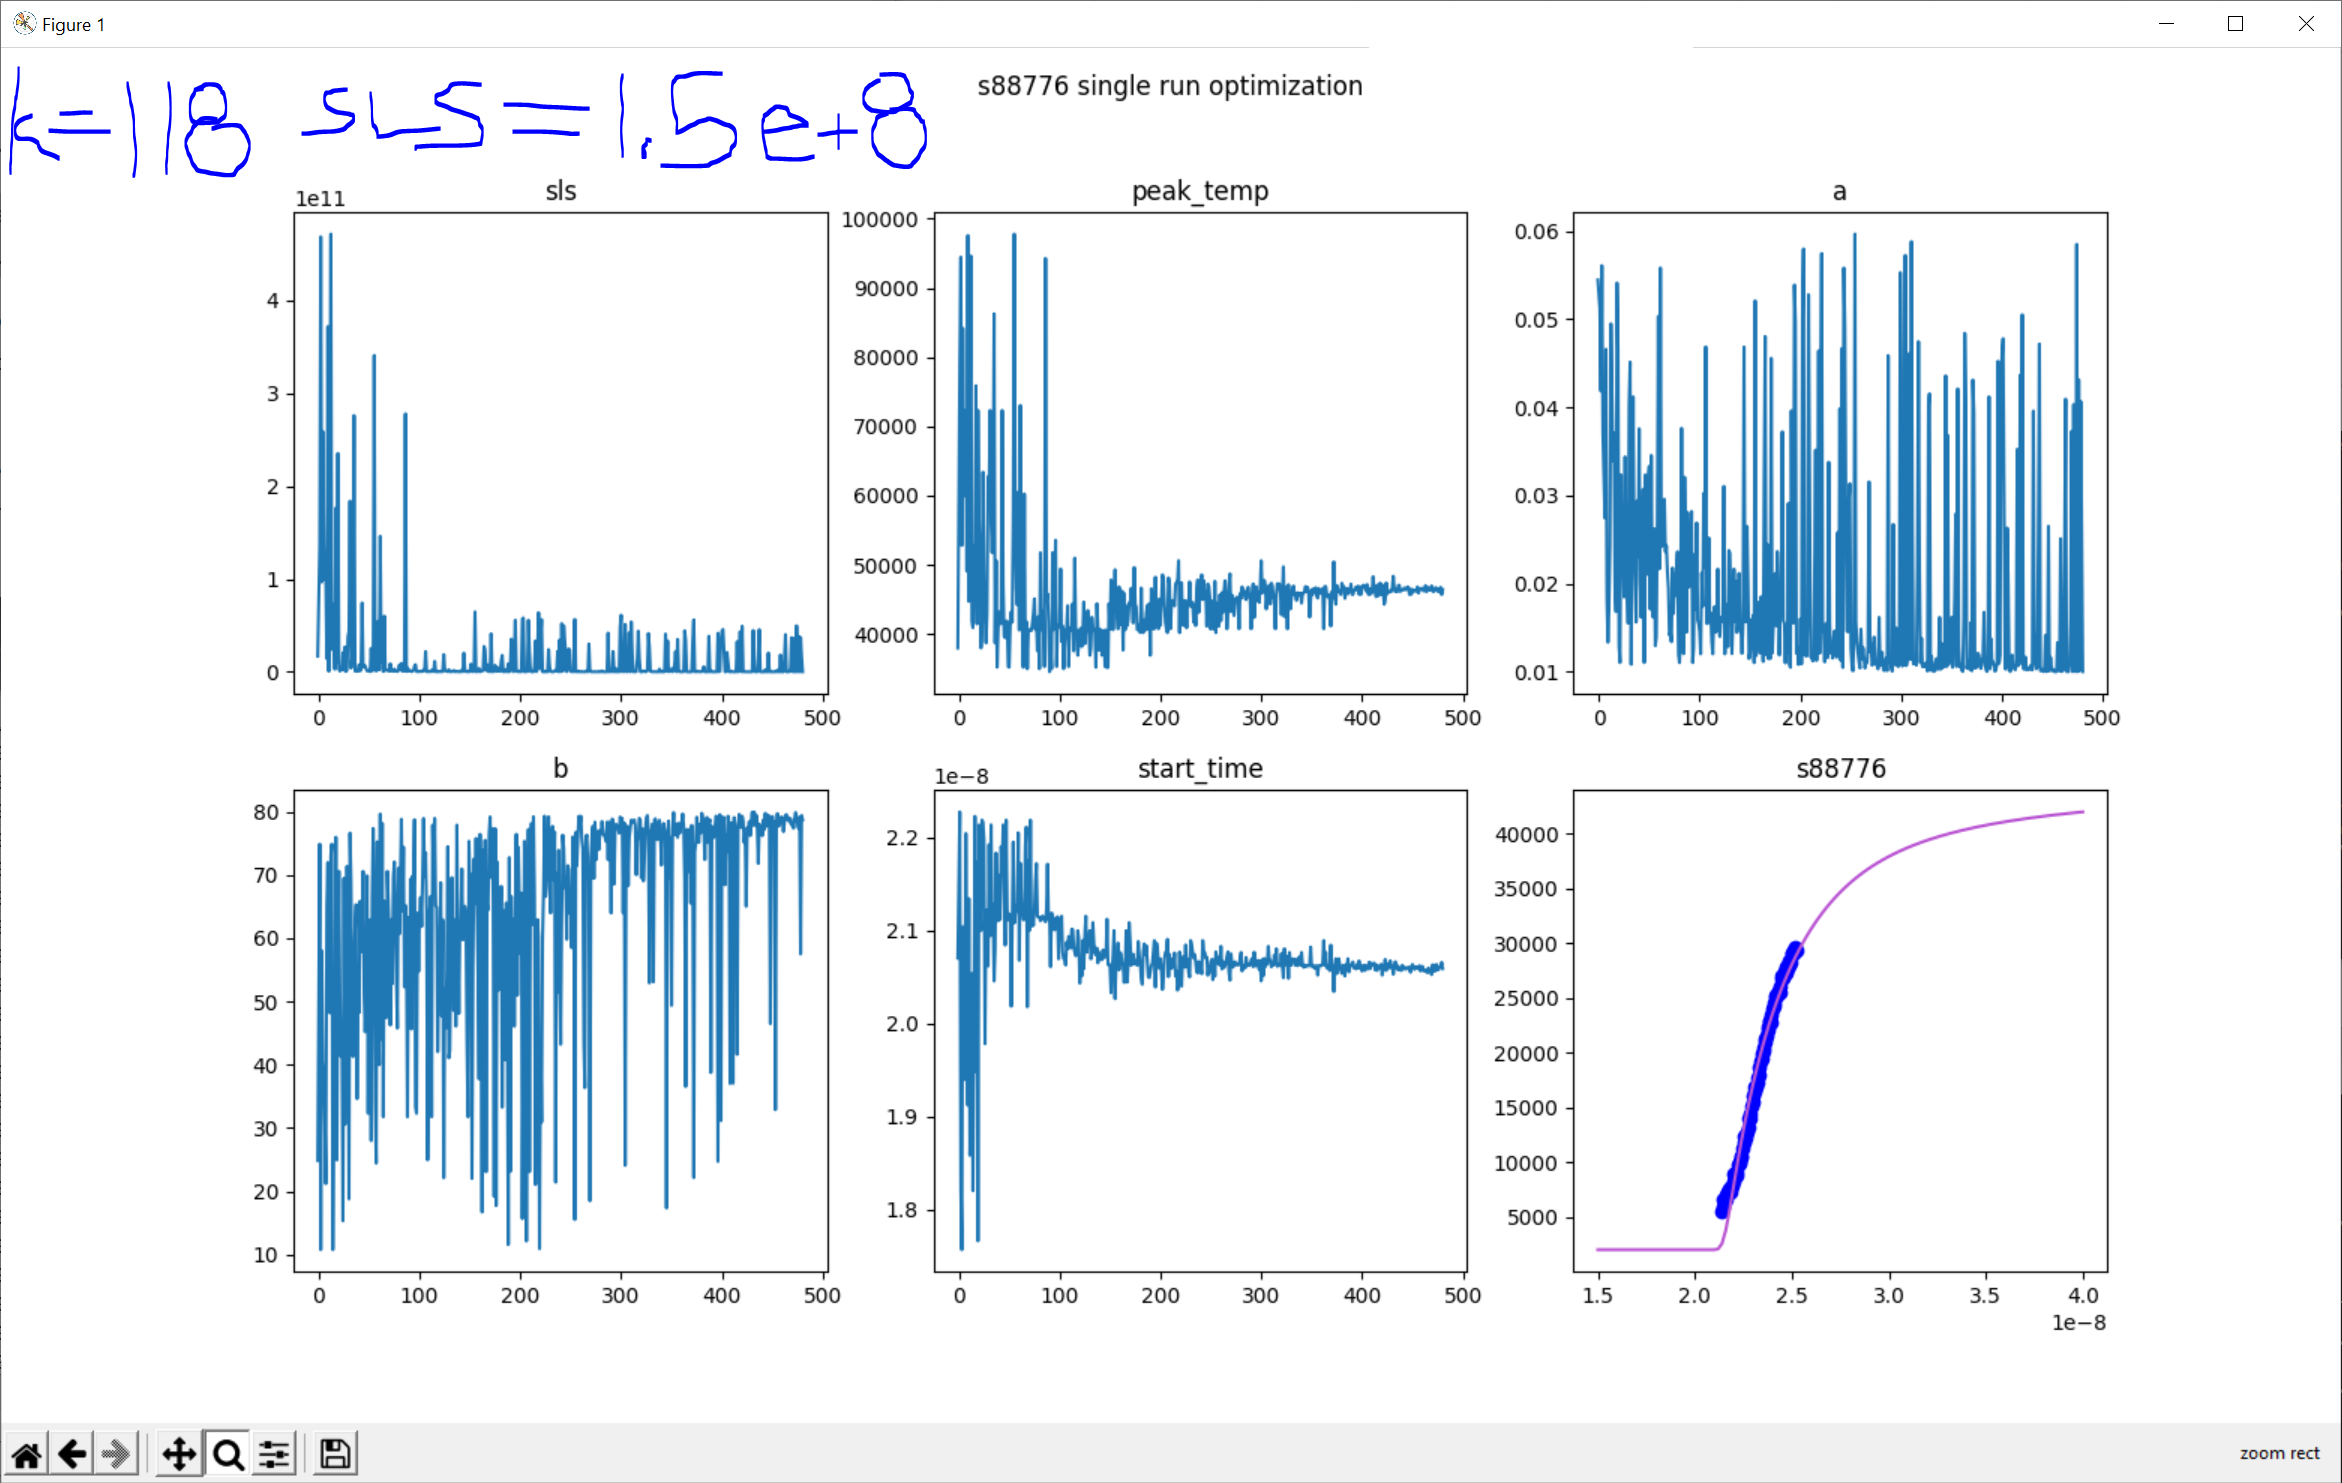 Figure 1
k=118 SLS=1.5e+8
s88776 single run optimization
sls
1e11
4
3
2
1
0
0 100 200 300 400 500
peak_temp
100000
90000
80000
70000
60000
50000
40000
0 100 200 300 400 500
a
0.06
0.05
0.04
0.03
0.02
0.01
0 100 200 300 400 500
b
80
70
60
50
40
30
20
10
0 100 200 300 400 500
start_time
1e−8
2.2
2.1
2.0
1.9
1.8
0 100 200 300 400 500
s88776
40000
35000
30000
25000
20000
15000
10000
5000
1.5 2.0 2.5 3.0 3.5 4.0
1e−8
zoom rect